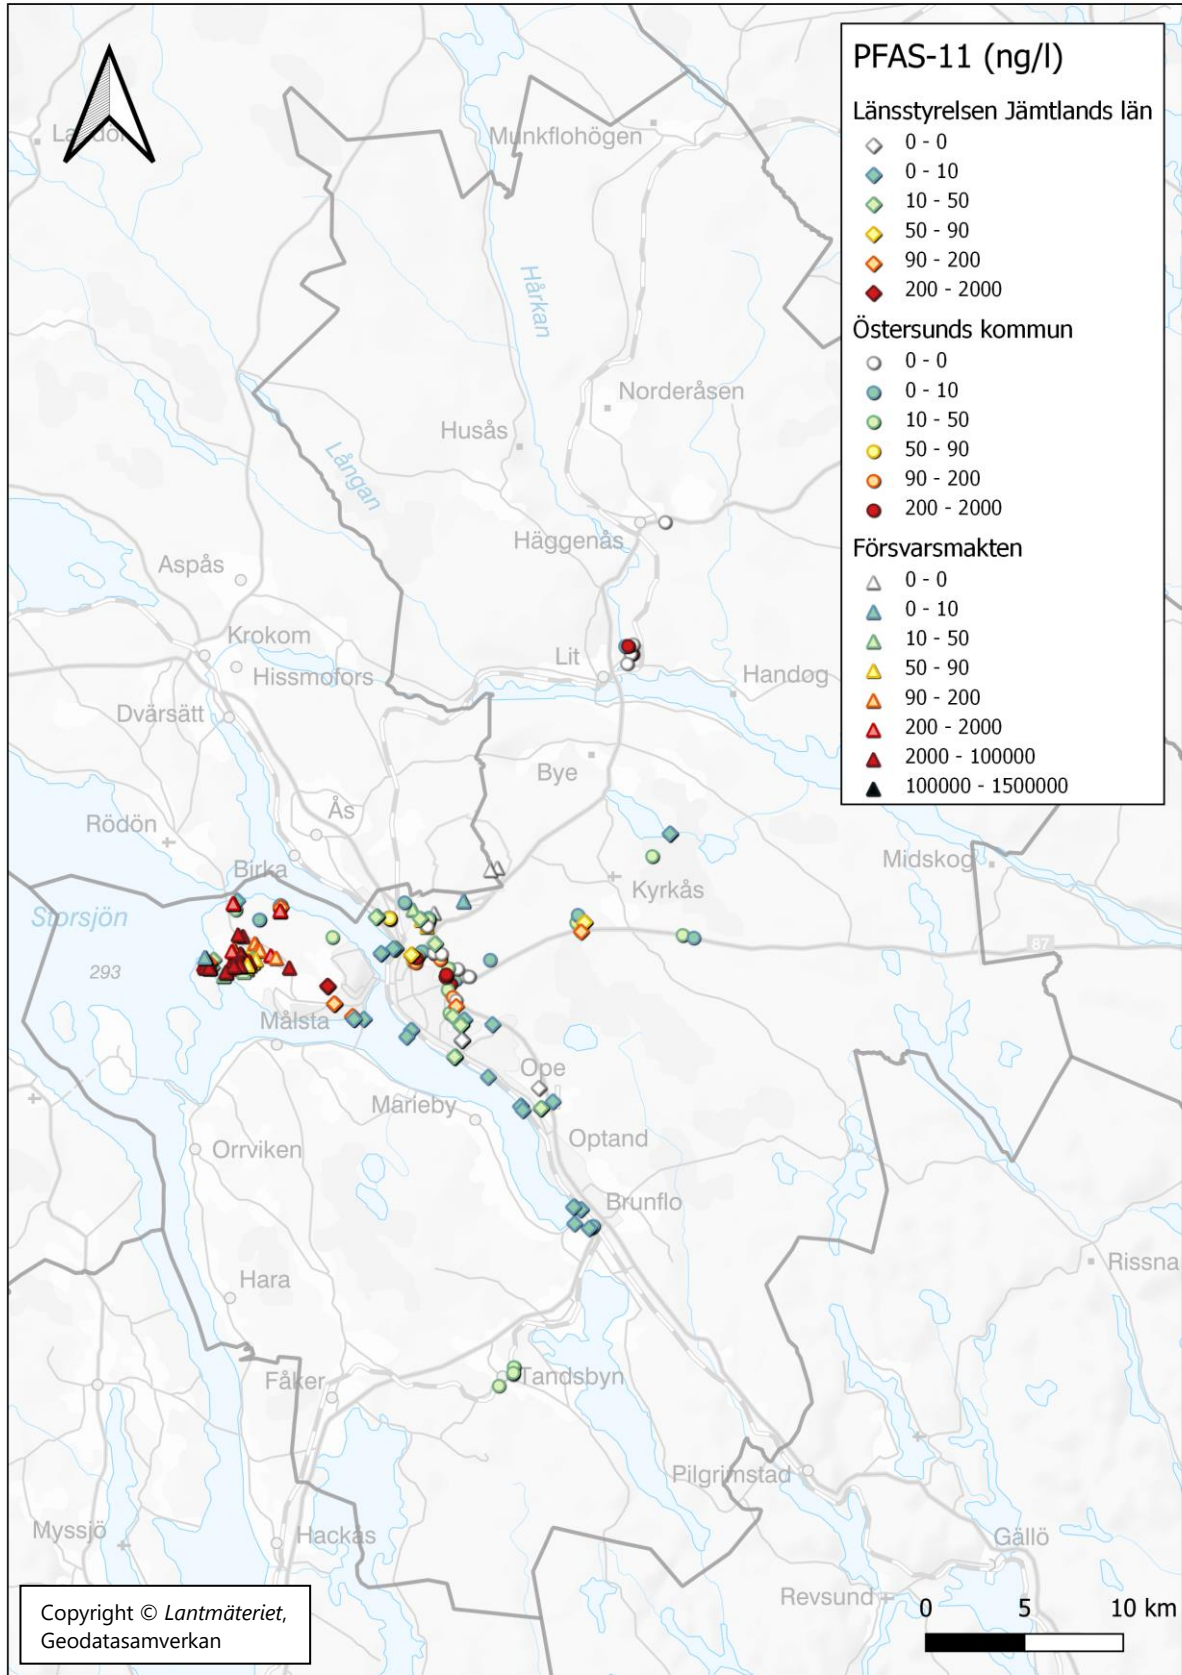 PFAS-11 (ng/l)
Länsstyrelsen Jämtlands län
0 - 0
0 - 10
10 - 50
50 - 90
90 - 200
200 - 2000
Östersunds kommun
0 - 0
0 - 10
10 - 50
50 - 90
90 - 200
200 - 2000
Försvarsmakten
0 - 0
0 - 10
10 - 50
50 - 90
90 - 200
200 - 2000
2000 - 100000
100000 - 1500000
Munkflohögen
Hårkan
Norderåsen
Husås
Långan
Häggenås
Aspås
Krokom
Hissmofors
Lit
Handog
Dvärsätt
Bye
Ås
Rödön
Birka
Midskog
Kyrkås
Storsjön
87
293
Målsta
Ope
Marieby
Optand
Orrviken
Brunflo
Rissna
Hara
Fåker
Tandsbyn
Pilgrimstad
Myssjö
Hackås
Gällö
Revsund
0 5 10 km
Copyright © Lantmäteriet,
Geodatasamverkan